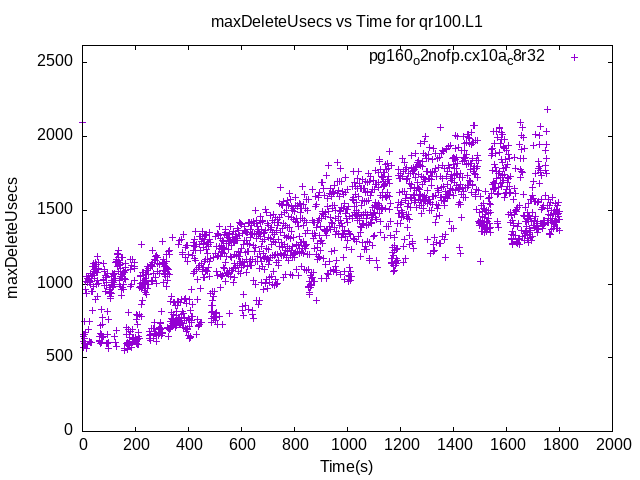 maxDeleteUsecs vs Time for qr100.L1
pg160o2nofp.cx10ac8r32
2500
2000
1500
1000
500
0
maxDeleteUsecs
0 200 400 600 800 1000 1200 1400 1600 1800 2000
Time(s)